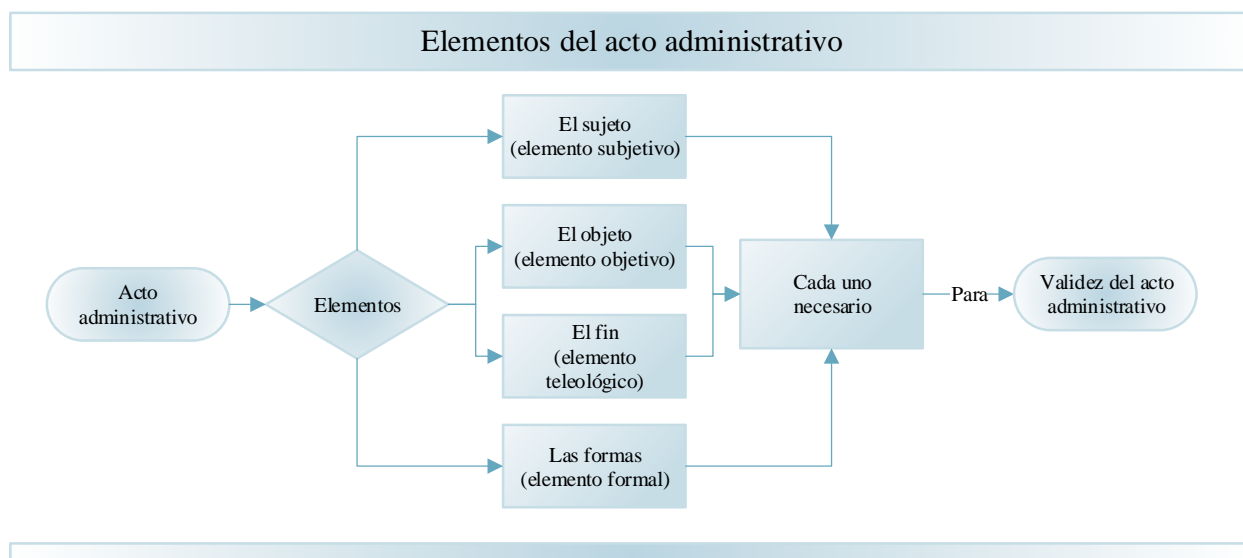 Elementos del acto administrativo
El sujeto
(elemento subjetivo)
El objeto
(elemento objetivo)
Acto
administrativo
Elementos
El fin
(elemento
teleológico)
Las formas
(elemento formal)
Cada uno
necesario
Para
Validez del acto
administrativo